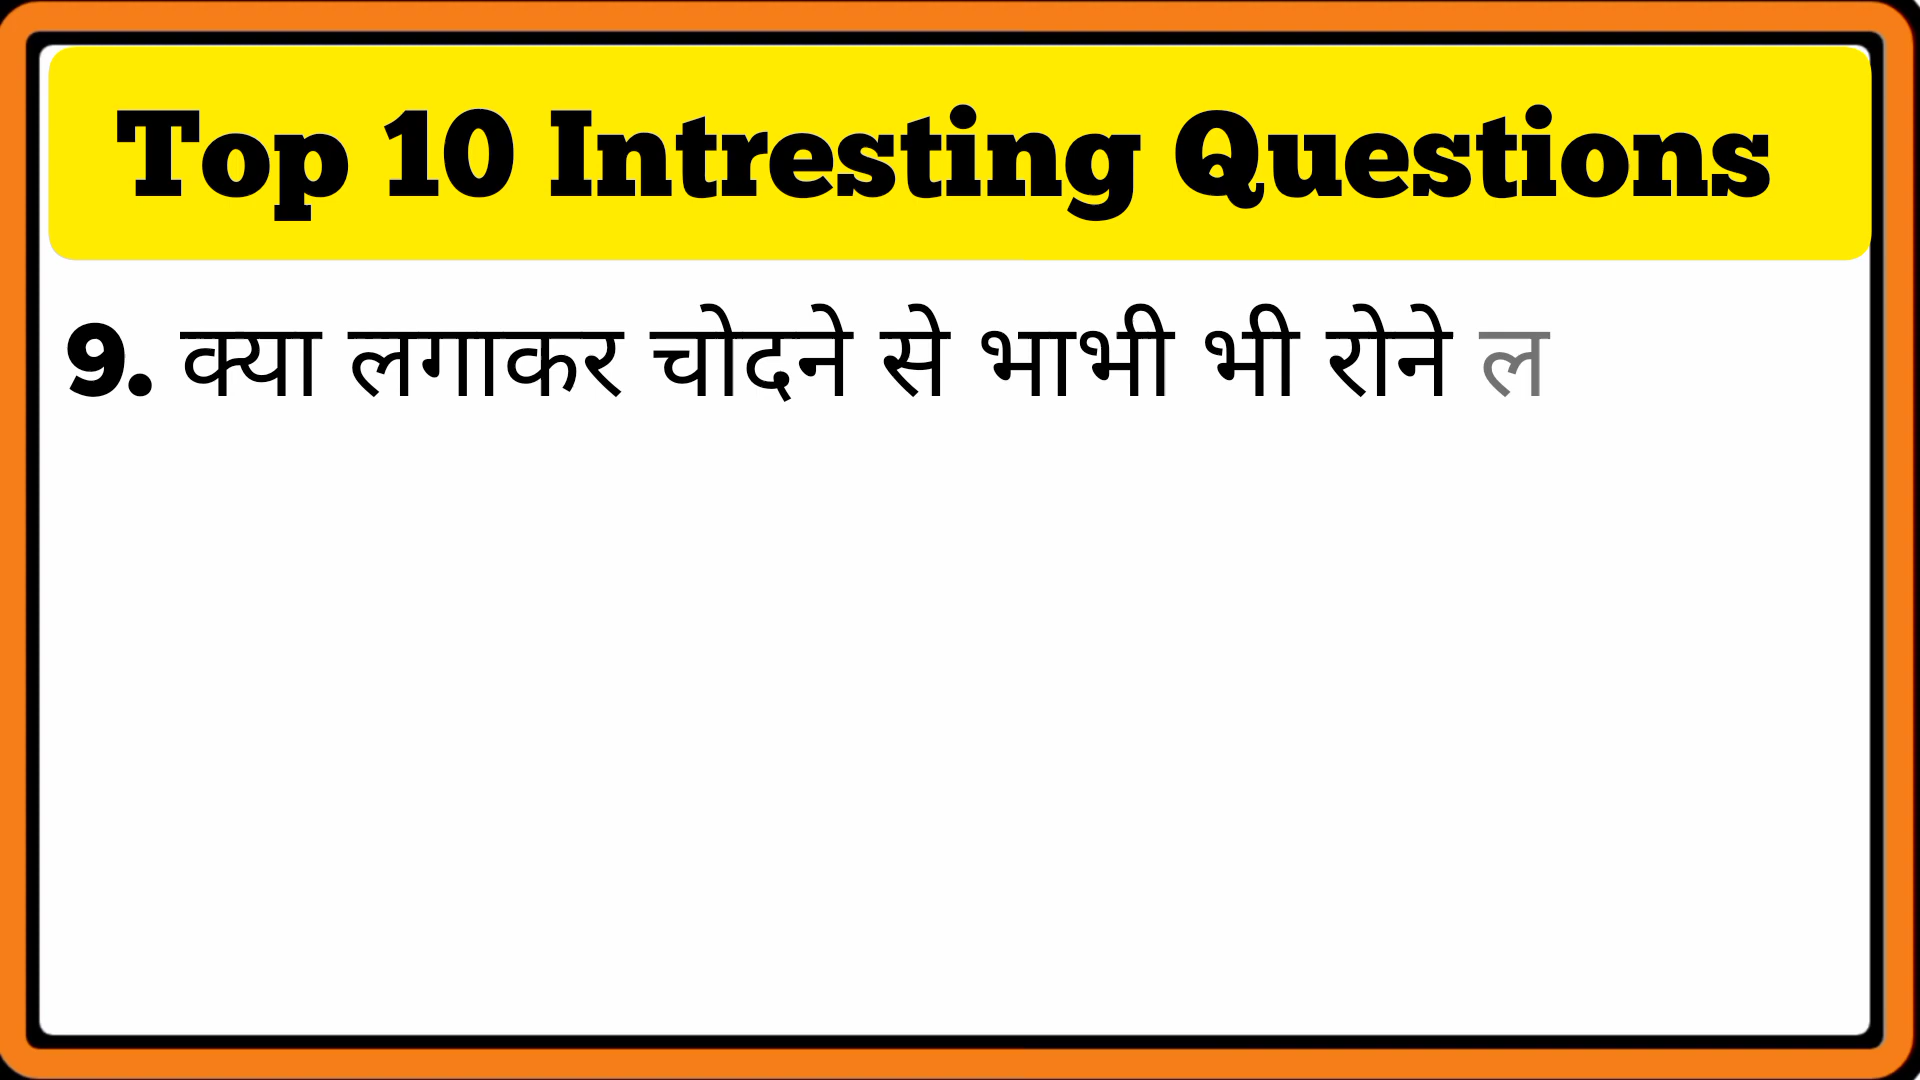 Top 10 Intresting Questions
9. क्या लगाकर चोदने से भाभी भी रोने ल